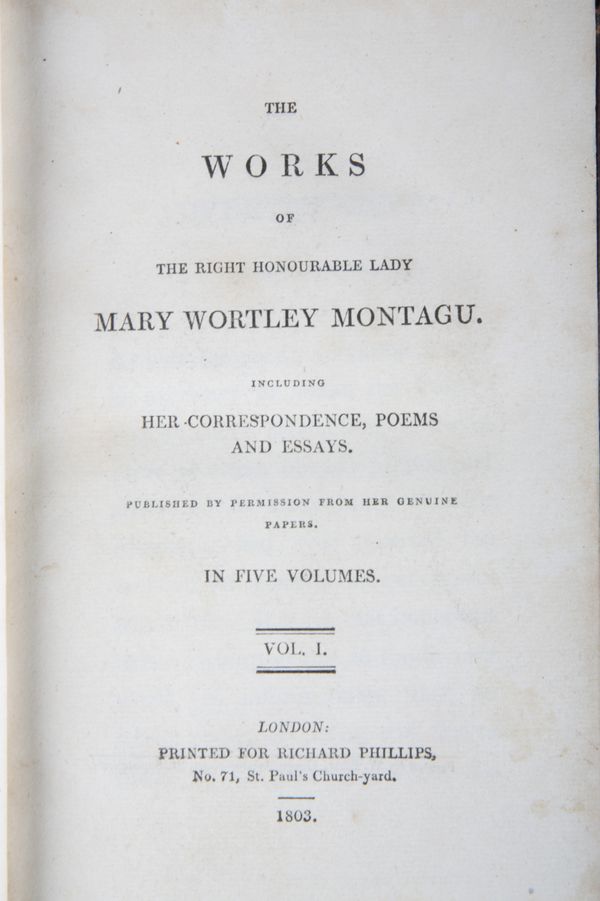 THE
WORKS
OF
THE RIGHT HONOURABLE LADY
MARY WORTLEY MONTAGU.
INCLUDING
HER CORRESPONDENCE, POEMS
AND ESSAYS.
PUBLISHED BY PERMISSION FROM HER GENUINE
PAPERS.
IN FIVE VOLUMES.
VOL. I.
LONDON:
PRINTED FOR RICHARD PHILLIPS,
No. 71, St. Paul's Church-yard.
1803.